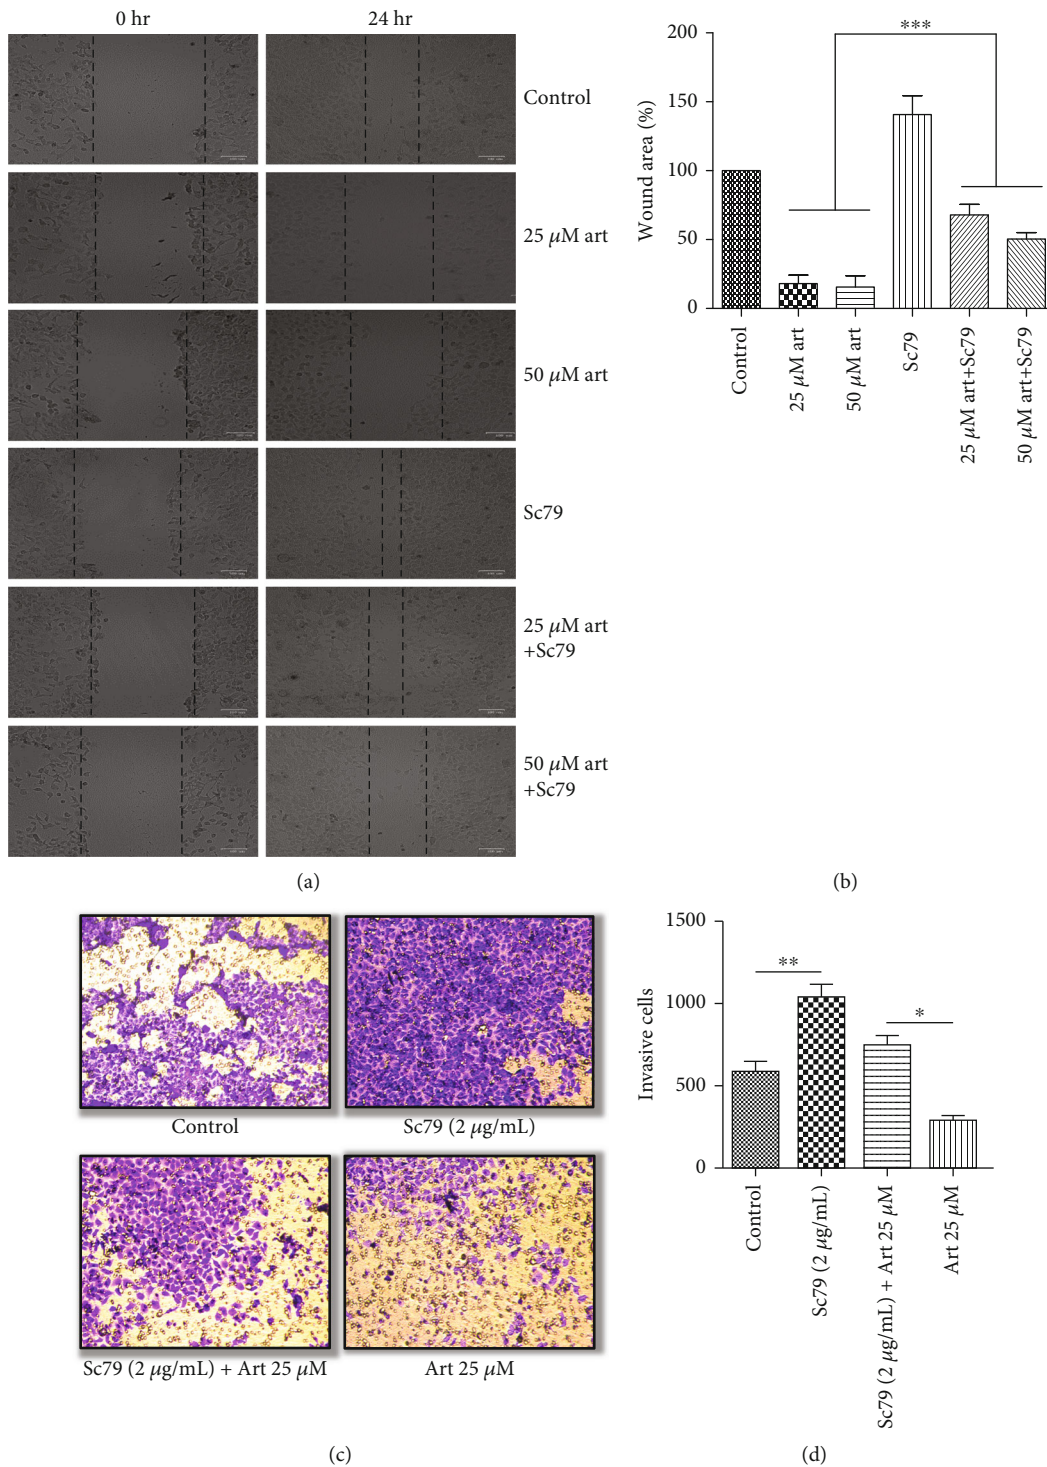 0 hr
24 hr
Control
25 μM art
50 μM art
Sc79
25 μM art
+Sc79
50 μM art
+Sc79
(a)
***
200
150
100
50
0
Wound area (%)
Control
25 μM art
50 μM art
Sc79
25 μM art+Sc79
50 μM art+Sc79
(b)
Control
Sc79 (2 μg/mL)
Sc79 (2 μg/mL) + Art 25 μM
Art 25 μM
(c)
1500
1000
500
0
Invasive cells
**
*
Control
Sc79 (2 μg/mL)
Sc79 (2 μg/mL) + Art 25 μM
Art 25 μM
(d)